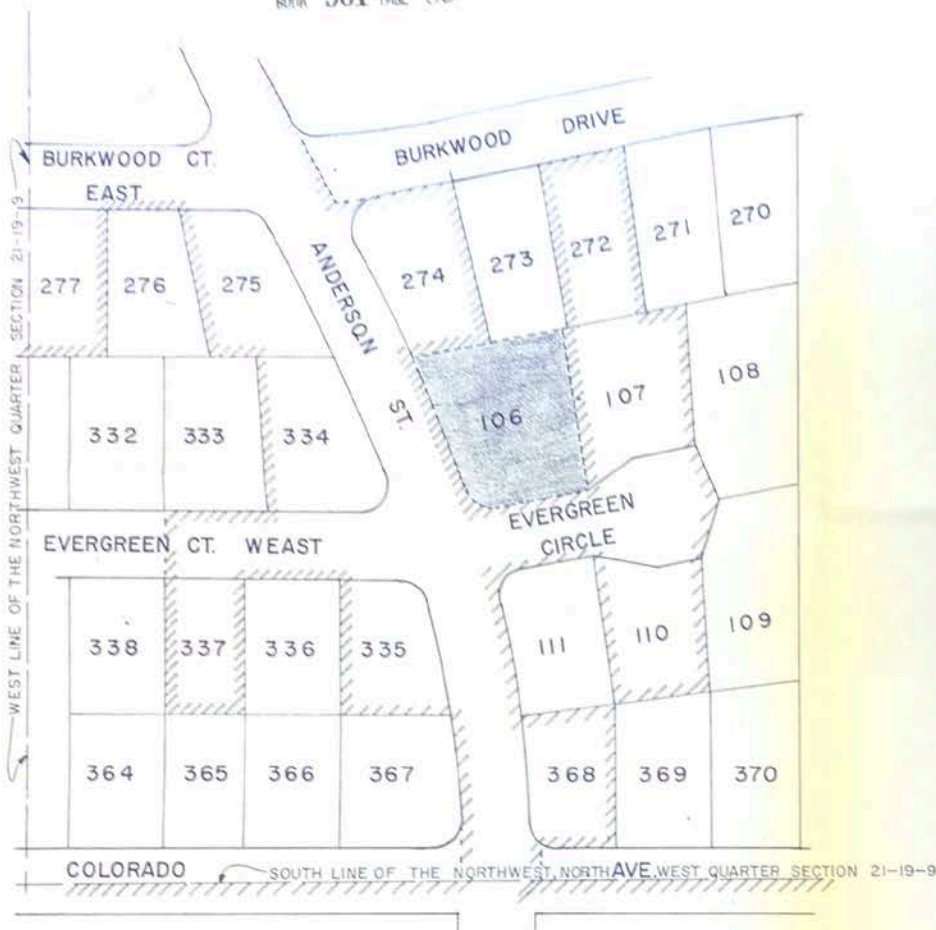 BOOK 501 PAGE
BURKWOOD CT.
EAST
BURKWOOD DRIVE
WEST LINE OF THE NORTHWEST QUARTER SECTION 21-19-9
277 276 275
ANDERSON ST.
274 273 272 271 270
332 333 334
106 107 108
EVERGREEN CT. WEAST
EVERGREEN
CIRCLE
338 337 336 335
111 110 109
364 365 366 367
368 369 370
COLORADO AVE.
SOUTH LINE OF THE NORTHWEST, NORTH WEST QUARTER SECTION 21-19-9